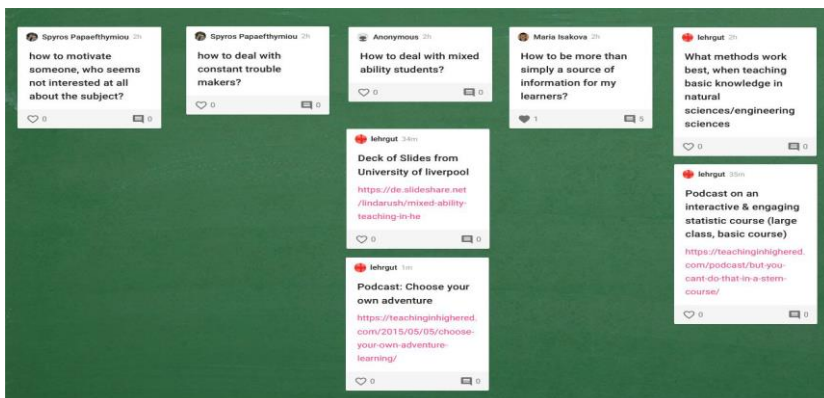 Spyros Papaefthymiou 2h
how to motivate
someone, who seems
not interested at all
about the subject?
0 0
Spyros Papaefthymiou 2h
how to deal with
constant trouble
makers?
0 0
Anonymous 2h
How to deal with mixed
ability students?
0 0
lehrgut 34m
Deck of Slides from
University of liverpool
https://de.slideshare.net
/lindarush/mixed-ability-
teaching-in-he
0 0
lehrgut 1m
Podcast: Choose your
own adventure
https://teachinginhighered.
com/2015/05/05/choose-
your-own-adventure-
learning/
0 0
Maria Isakova 2h
How to be more than
simply a source of
information for my
learners?
1 5
lehrgut 2h
What methods work
best, when teaching
basic knowledge in
natural
sciences/engineering
sciences
0 0
lehrgut 35m
Podcast on an
interactive & engaging
statistic course (large
class, basic course)
https://teachinginhighered.
com/podcast/but-you-
cant-do-that-in-a-stem-
course/
0 0